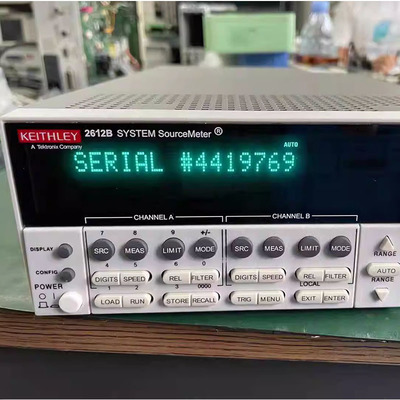 KEITHLEY 2612B SYSTEM SourceMeter®
A Tektronix Company
AUTO
SERIAL #4419769
CHANNEL A CHANNEL B
7 8 9 +/-
DISPLAY SRC MEAS LIMIT MODE SRC MEAS LIMIT MODE
RANGE
4 5 6 0
CONFIG DIGITS SPEED REL FILTER DIGITS SPEED REL FILTER AUTO
RANGE
POWER 1 2 3 0000 LOCAL
LOAD RUN STORE RECALL TRIG MENU EXIT ENTER